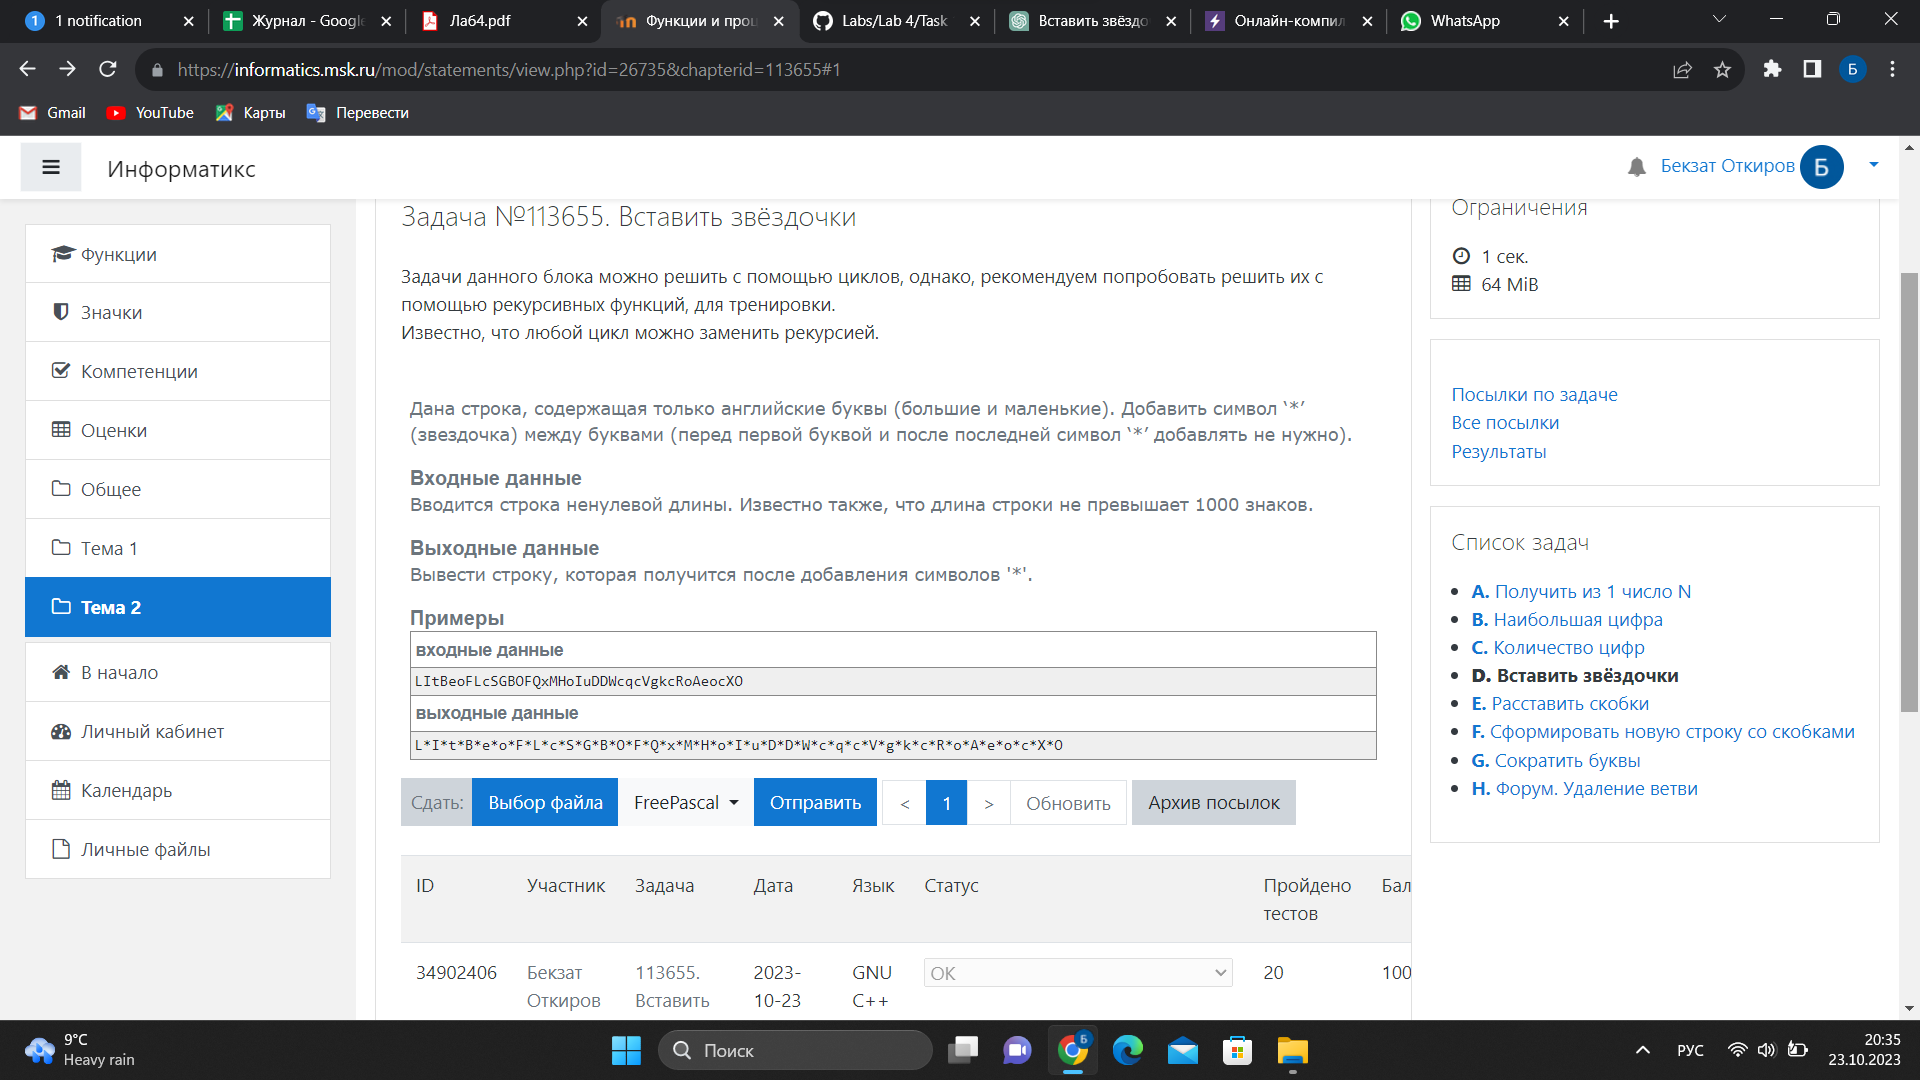 1 notification
Журнал - Google
Лаб4.pdf
Функции и проц
Labs/Lab 4/Task
Вставить звёздо
Онлайн-компил
WhatsApp
https://informatics.msk.ru/mod/statements/view.php?id=26735&chapterid=113655#1
Б
Gmail
YouTube
Карты
Перевести
Информатикс
Бекзат Откиров
Б
Функции
Значки
Компетенции
Оценки
Общее
Тема 1
Тема 2
В начало
Личный кабинет
Календарь
Личные файлы
Задача №113655. Вставить звёздочки
Задачи данного блока можно решить с помощью циклов, однако, рекомендуем попробовать решить их с
помощью рекурсивных функций, для тренировки.
Известно, что любой цикл можно заменить рекурсией.
Дана строка, содержащая только английские буквы (большие и маленькие). Добавить символ ‘*’
(звездочка) между буквами (перед первой буквой и после последней символ ‘*’ добавлять не нужно).
Входные данные
Вводится строка ненулевой длины. Известно также, что длина строки не превышает 1000 знаков.
Выходные данные
Вывести строку, которая получится после добавления символов '*'.
Примеры
входные данные
LItBeoFLcSGBOFQxMHoIuDDWcqcVgkcRoAeocXO
выходные данные
L*I*t*B*e*o*F*L*c*S*G*B*O*F*Q*x*M*H*o*I*u*D*D*W*c*q*c*V*g*k*c*R*o*A*e*o*c*X*O
Сдать:
Выбор файла
FreePascal
Отправить
<
1
>
Обновить
Архив посылок
ID
Участник
Задача
Дата
Язык
Статус
Пройдено
тестов
Бал
34902406
Бекзат
Откиров
113655.
Вставить
2023-
10-23
GNU
C++
OK
20
100
Ограничения
1 сек.
64 MiB
Посылки по задаче
Все посылки
Результаты
Список задач
A. Получить из 1 число N
B. Наибольшая цифра
C. Количество цифр
D. Вставить звёздочки
E. Расставить скобки
F. Сформировать новую строку со скобками
G. Сократить буквы
H. Форум. Удаление ветви
9°C
Heavy rain
Поиск
Б
РУС
20:35
23.10.2023